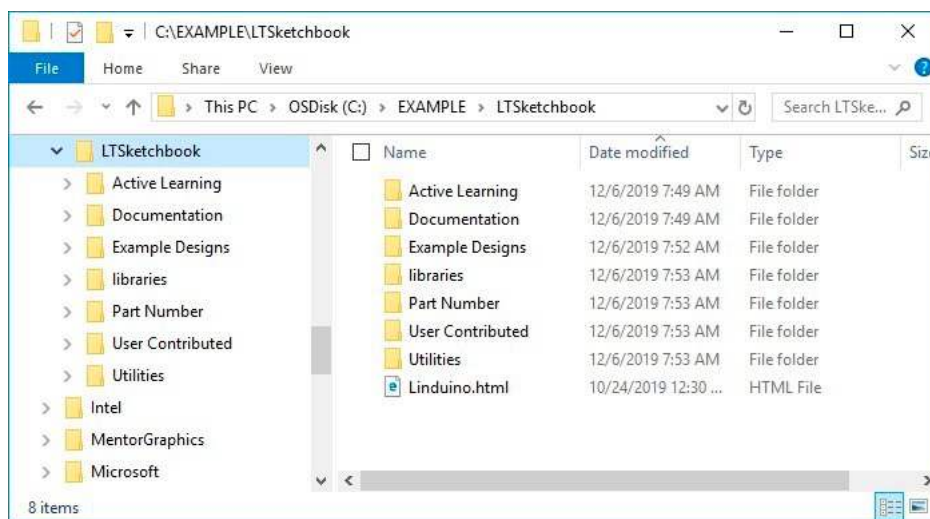 C:\EXAMPLE\LTSketchbook
File Home Share View
This PC > OSDisk (C:) > EXAMPLE > LTSketchbook Search LTSke...
LTSketchbook
Active Learning
Documentation
Example Designs
libraries
Part Number
User Contributed
Utilities
Intel
MentorGraphics
Microsoft
Name Date modified Type Siz
Active Learning 12/6/2019 7:49 AM File folder
Documentation 12/6/2019 7:49 AM File folder
Example Designs 12/6/2019 7:52 AM File folder
libraries 12/6/2019 7:53 AM File folder
Part Number 12/6/2019 7:53 AM File folder
User Contributed 12/6/2019 7:53 AM File folder
Utilities 12/6/2019 7:53 AM File folder
Linduino.html 10/24/2019 12:30 ... HTML File
8 items